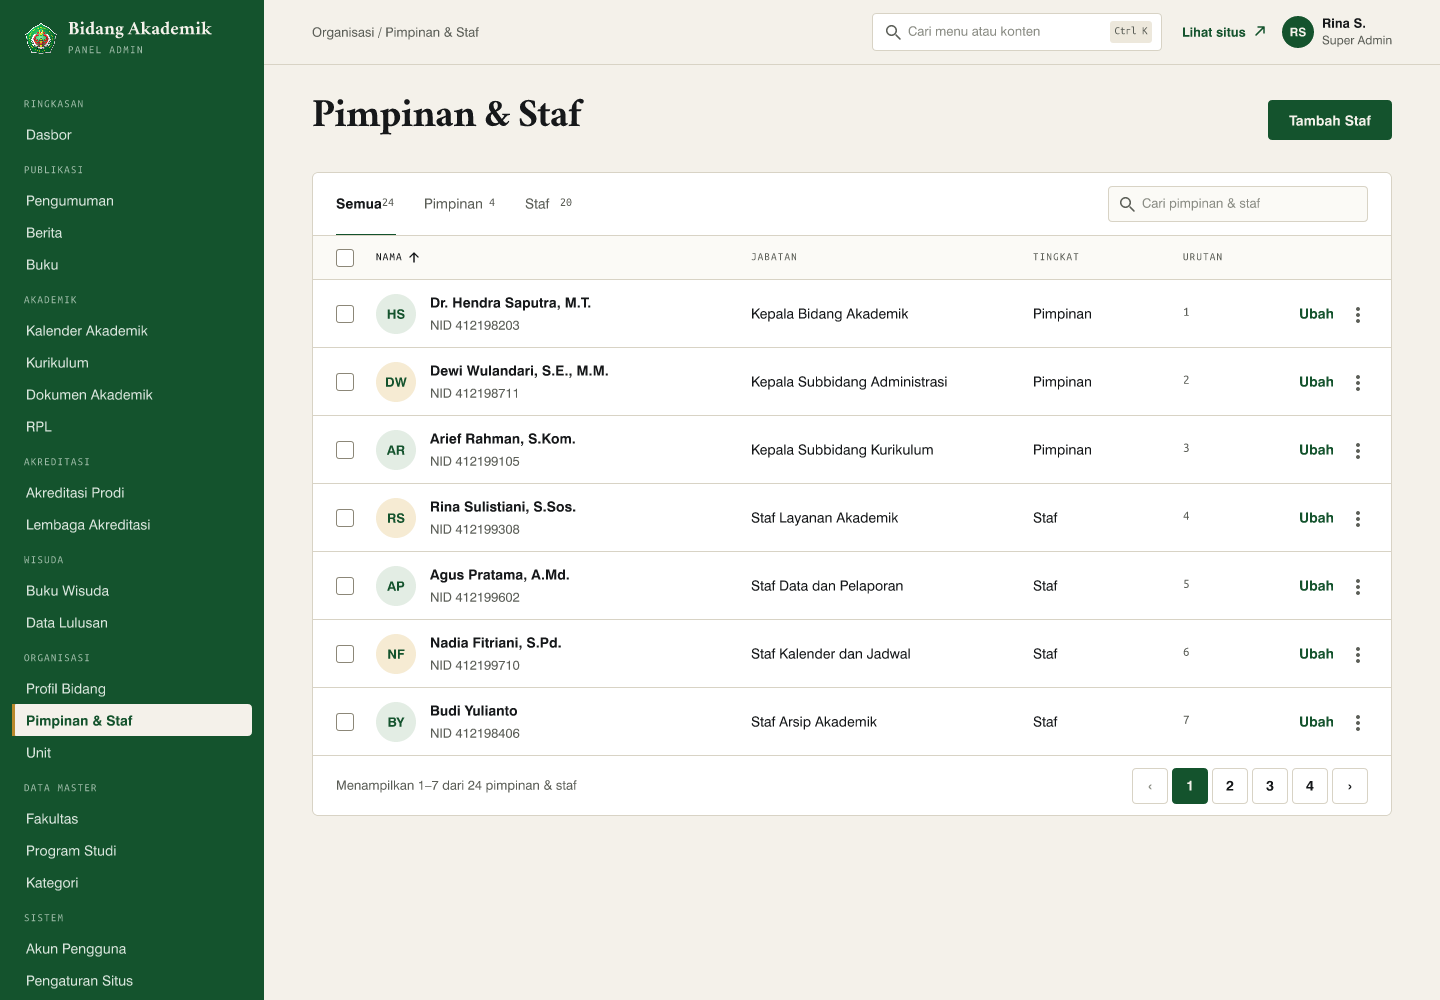 Bidang Akademik
PANEL ADMIN
RINGKASAN
Dasbor
PUBLIKASI
Pengumuman
Berita
Buku
AKADEMIK
Kalender Akademik
Kurikulum
Dokumen Akademik
RPL
AKREDITASI
Akreditasi Prodi
Lembaga Akreditasi
WISUDA
Buku Wisuda
Data Lulusan
ORGANISASI
Profil Bidang
Pimpinan & Staf
Unit
DATA MASTER
Fakultas
Program Studi
Kategori
SISTEM
Akun Pengguna
Pengaturan Situs
Organisasi / Pimpinan & Staf
Cari menu atau konten Ctrl K
Lihat situs
RS
Rina S.
Super Admin
Pimpinan & Staf
Tambah Staf
Semua 24 Pimpinan 4 Staf 20
Cari pimpinan & staf
NAMA JABATAN TINGKAT URUTAN
HS Dr. Hendra Saputra, M.T. Kepala Bidang Akademik Pimpinan 1 Ubah
NID 412198203
DW Dewi Wulandari, S.E., M.M. Kepala Subbidang Administrasi Pimpinan 2 Ubah
NID 412198711
AR Arief Rahman, S.Kom. Kepala Subbidang Kurikulum Pimpinan 3 Ubah
NID 412199105
RS Rina Sulistiani, S.Sos. Staf Layanan Akademik Staf 4 Ubah
NID 412199308
AP Agus Pratama, A.Md. Staf Data dan Pelaporan Staf 5 Ubah
NID 412199602
NF Nadia Fitriani, S.Pd. Staf Kalender dan Jadwal Staf 6 Ubah
NID 412199710
BY Budi Yulianto Staf Arsip Akademik Staf 7 Ubah
NID 412198406
Menampilkan 1–7 dari 24 pimpinan & staf
‹ 1 2 3 4 ›